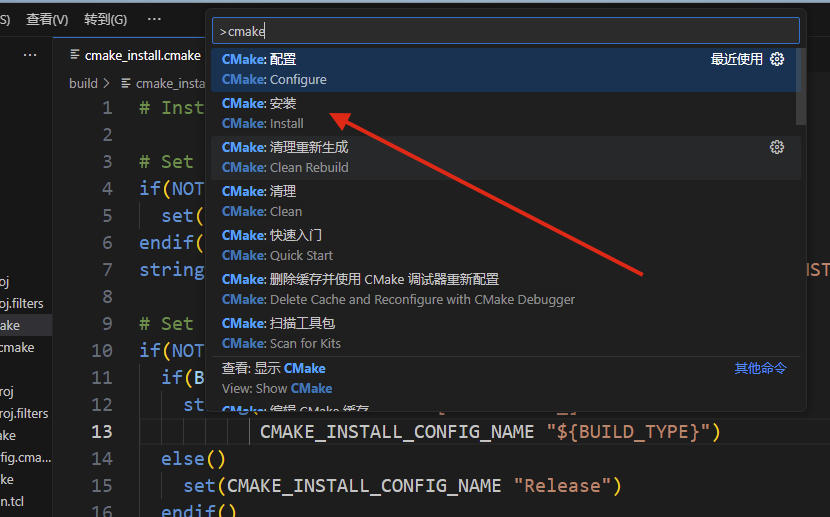 S) 查看(V) 转到(G) ···
··· cmake_install.cmake
>cmake
build > cmake_insta
CMake: 配置 最近使用
CMake: Configure
CMake: 安装
CMake: Install
CMake: 清理重新生成
CMake: Clean Rebuild
CMake: 清理
CMake: Clean
CMake: 快速入门
CMake: Quick Start
CMake: 删除缓存并使用 CMake 调试器重新配置
CMake: Delete Cache and Reconfigure with CMake Debugger
CMake: 扫描工具包
CMake: Scan for Kits
查看: 显示 CMake 其他命令
View: Show CMake
CMake: 编辑 CMake 缓存
1 # Inst
2
3 # Set
4 if(NOT
5 set(
6 endif(
7 string INST
8
9 # Set
10 if(NOT
11 if(B
12 st
13 CMAKE_INSTALL_CONFIG_NAME "${BUILD_TYPE}")
14 else()
15 set(CMAKE_INSTALL_CONFIG_NAME "Release")
16 endif()
oj
oj.filters
ake
cmake
roj
roj.filters
ake
fig.cma...
ke
n.tcl